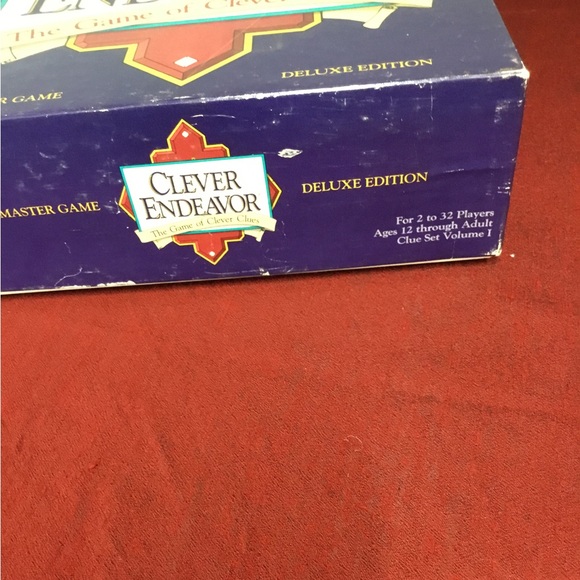 The Game of Clever
DELUXE EDITION
GAME
MASTER GAME
CLEVER
ENDEAVOR
The Game of Clever Clues
DELUXE EDITION
For 2 to 32 Players
Ages 12 through Adult
Clue Set Volume I